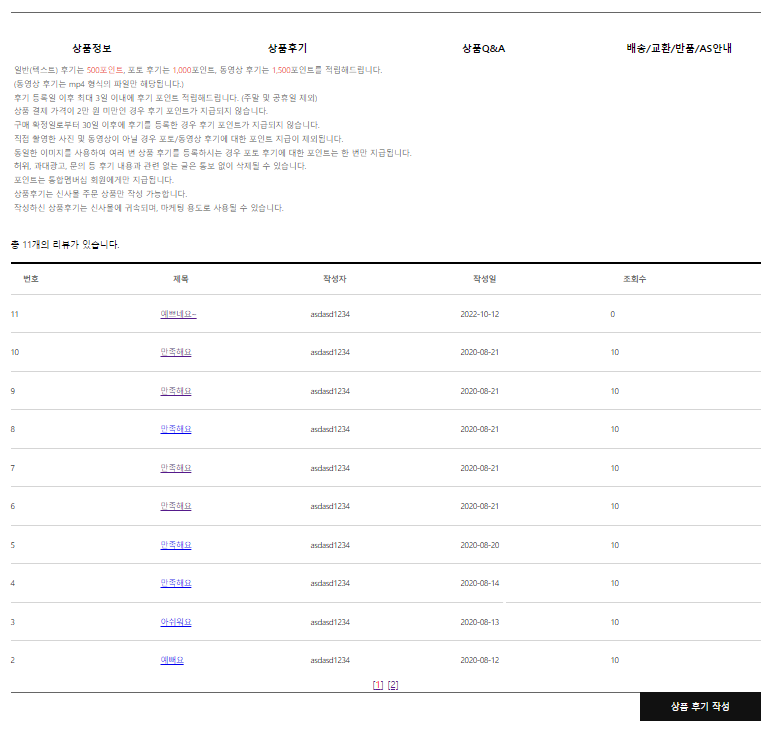 상품정보 상품후기 상품Q&A 배송/교환/반품/AS안내
일반(텍스트) 후기는 500포인트, 포토 후기는 1,000포인트, 동영상 후기는 1,500포인트를 적립해드립니다.
(동영상 후기는 mp4 형식의 파일만 해당됩니다.)
후기 등록일 이후 최대 3일 이내에 후기 포인트 적립해드립니다. (주말 및 공휴일 제외)
상품 결제 가격이 2만 원 미만인 경우 후기 포인트가 지급되지 않습니다.
구매 확정일로부터 30일 이후에 후기를 등록한 경우 후기 포인트가 지급되지 않습니다.
직접 촬영한 사진 및 동영상이 아닐 경우 포토/동영상 후기에 대한 포인트 지급이 제외됩니다.
동일한 이미지를 사용하여 여러 번 상품 후기를 등록하시는 경우 포토 후기에 대한 포인트는 한 번만 지급됩니다.
허위, 과대광고, 문의 등 후기 내용과 관련 없는 글은 통보 없이 삭제될 수 있습니다.
포인트는 통합멤버십 회원에게만 지급됩니다.
상품후기는 신사몰 주문 상품만 작성 가능합니다.
작성하신 상품후기는 신사몰에 귀속되며, 마케팅 용도로 사용될 수 있습니다.
총 11개의 리뷰가 있습니다.
번호 제목 작성자 작성일 조회수
11 예쁘네요~ asdasd1234 2022-10-12 0
10 만족해요 asdasd1234 2020-08-21 10
9 만족해요 asdasd1234 2020-08-21 10
8 만족해요 asdasd1234 2020-08-21 10
7 만족해요 asdasd1234 2020-08-21 10
6 만족해요 asdasd1234 2020-08-21 10
5 만족해요 asdasd1234 2020-08-20 10
4 만족해요 asdasd1234 2020-08-14 10
3 아쉬워요 asdasd1234 2020-08-13 10
2 예뻐요 asdasd1234 2020-08-12 10
[1] [2]
상품 후기 작성